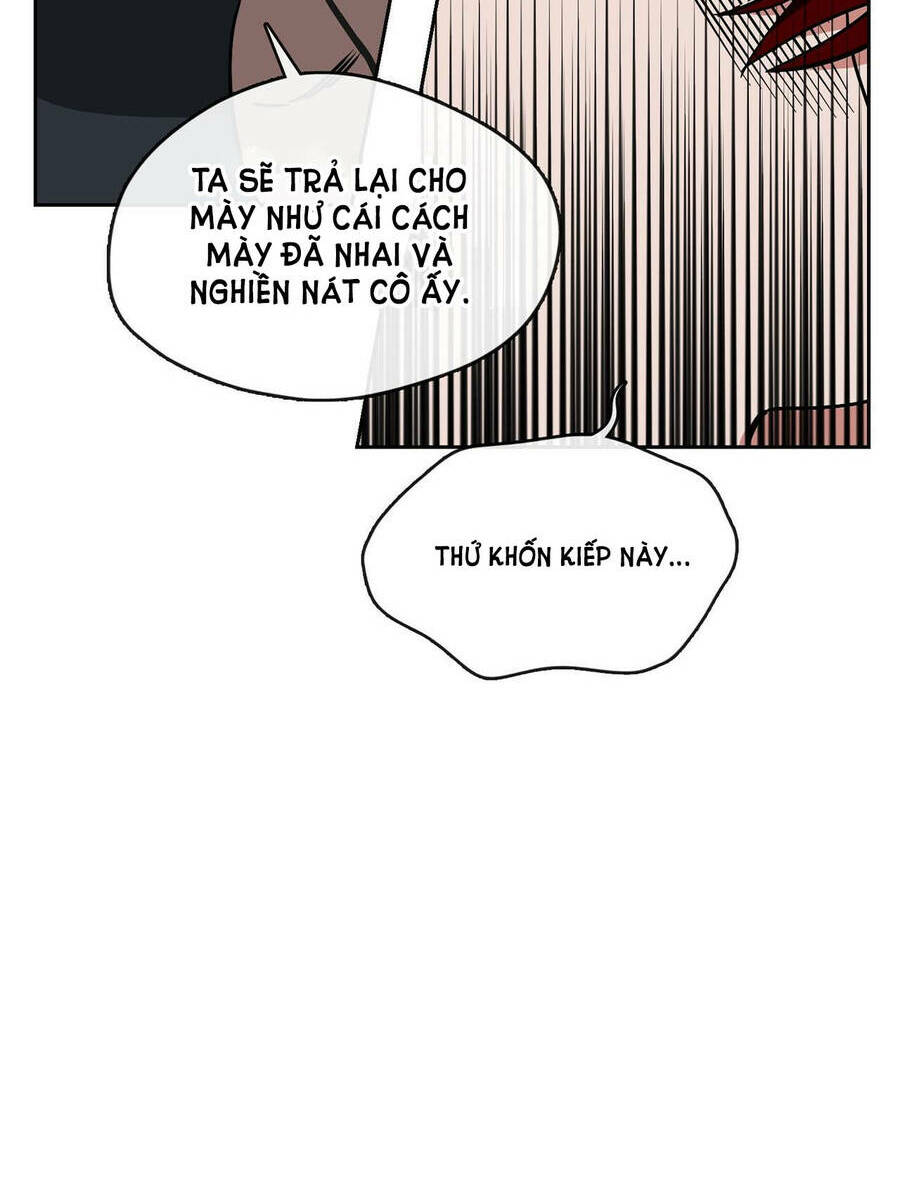 TA SẼ TRẢ LẠI CHO
MÀY NHƯ CÁI CÁCH
MÀY ĐÃ NHAI VÀ
NGHIỀN NÁT CÔ ẤY.
THỨ KHỐN KIẾP NÀY...